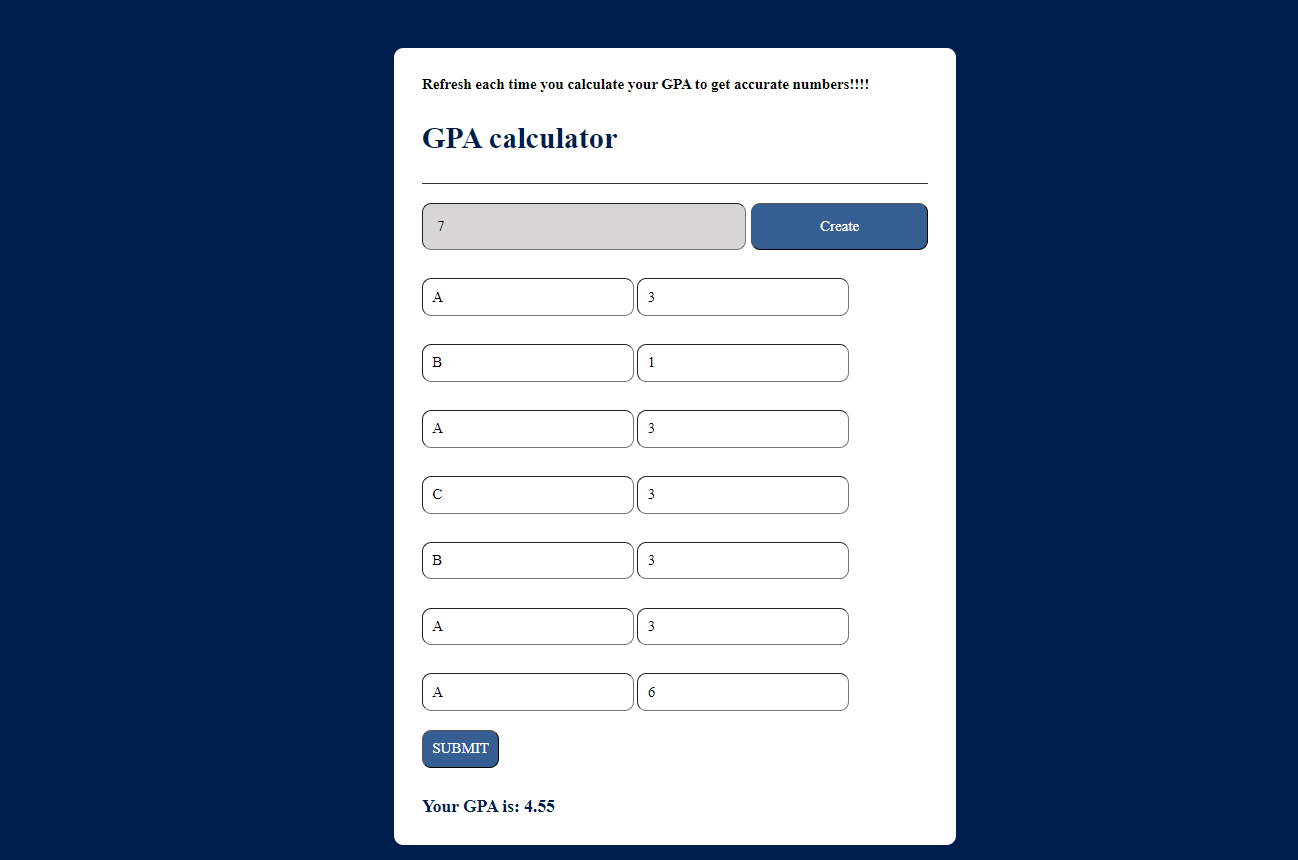 Refresh each time you calculate your GPA to get accurate numbers!!!!
GPA calculator
7 Create
A 3
B 1
A 3
C 3
B 3
A 3
A 6
SUBMIT
Your GPA is: 4.55